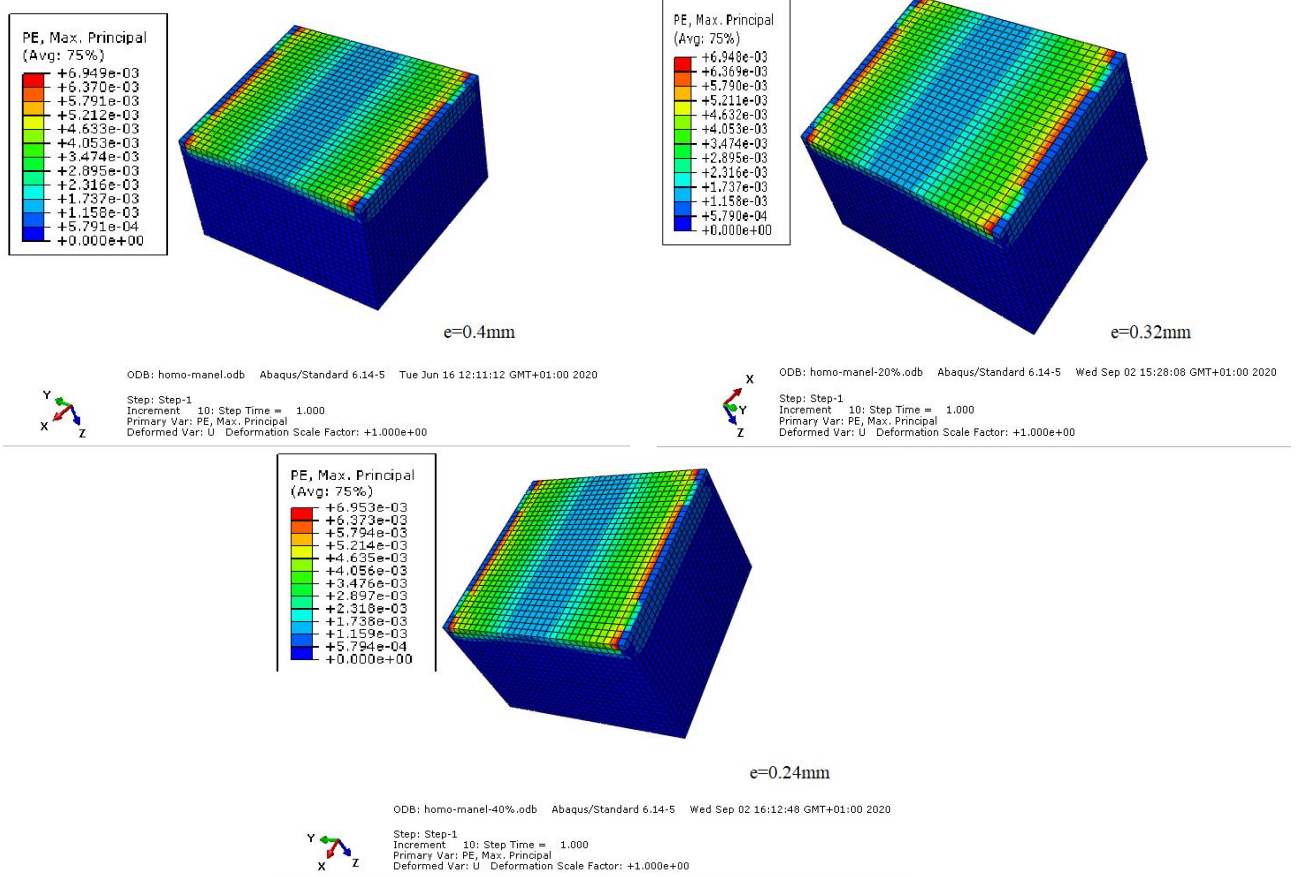 PE, Max. Principal
(Avg: 75%)
+6.949e-03
+6.370e-03
+5.791e-03
+5.212e-03
+4.633e-03
+4.053e-03
+3.474e-03
+2.895e-03
+2.316e-03
+1.737e-03
+1.158e-03
+5.791e-04
+0.000e+00
e=0.4mm
ODB: homo-manel.odb Abaqus/Standard 6.14-5 Tue Jun 16 12:11:12 GMT+01:00 2020
Y
X
Z
Step: Step-1
Increment 10: Step Time = 1.000
Primary Var: PE, Max. Principal
Deformed Var: U Deformation Scale Factor: +1.000e+00
PE, Max. Principal
(Avg: 75%)
+6.948e-03
+6.369e-03
+5.790e-03
+5.211e-03
+4.632e-03
+4.053e-03
+3.474e-03
+2.895e-03
+2.316e-03
+1.737e-03
+1.158e-03
+5.790e-04
+0.000e+00
e=0.32mm
ODB: homo-manel-20%.odb Abaqus/Standard 6.14-5 Wed Sep 02 15:28:08 GMT+01:00 2020
X
Y
Z
Step: Step-1
Increment 10: Step Time = 1.000
Primary Var: PE, Max. Principal
Deformed Var: U Deformation Scale Factor: +1.000e+00
PE, Max. Principal
(Avg: 75%)
+6.953e-03
+6.373e-03
+5.794e-03
+5.214e-03
+4.635e-03
+4.056e-03
+3.476e-03
+2.897e-03
+2.318e-03
+1.738e-03
+1.159e-03
+5.794e-04
+0.000e+00
e=0.24mm
ODB: homo-manel-40%.odb Abaqus/Standard 6.14-5 Wed Sep 02 16:12:48 GMT+01:00 2020
Y
X
Z
Step: Step-1
Increment 10: Step Time = 1.000
Primary Var: PE, Max. Principal
Deformed Var: U Deformation Scale Factor: +1.000e+00